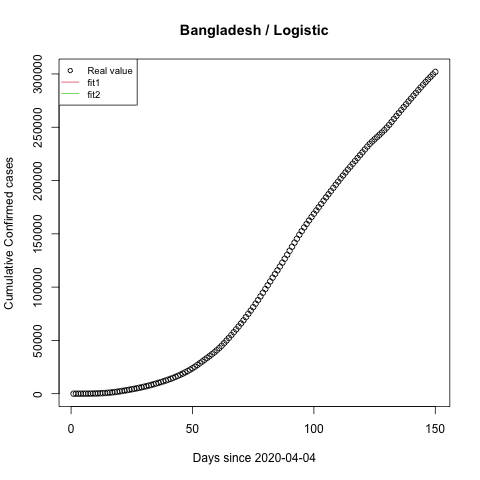 Bangladesh / Logistic
Real value
fit1
fit2
Cumulative Confirmed cases
300000
250000
200000
150000
100000
50000
0
0 50 100 150
Days since 2020-04-04